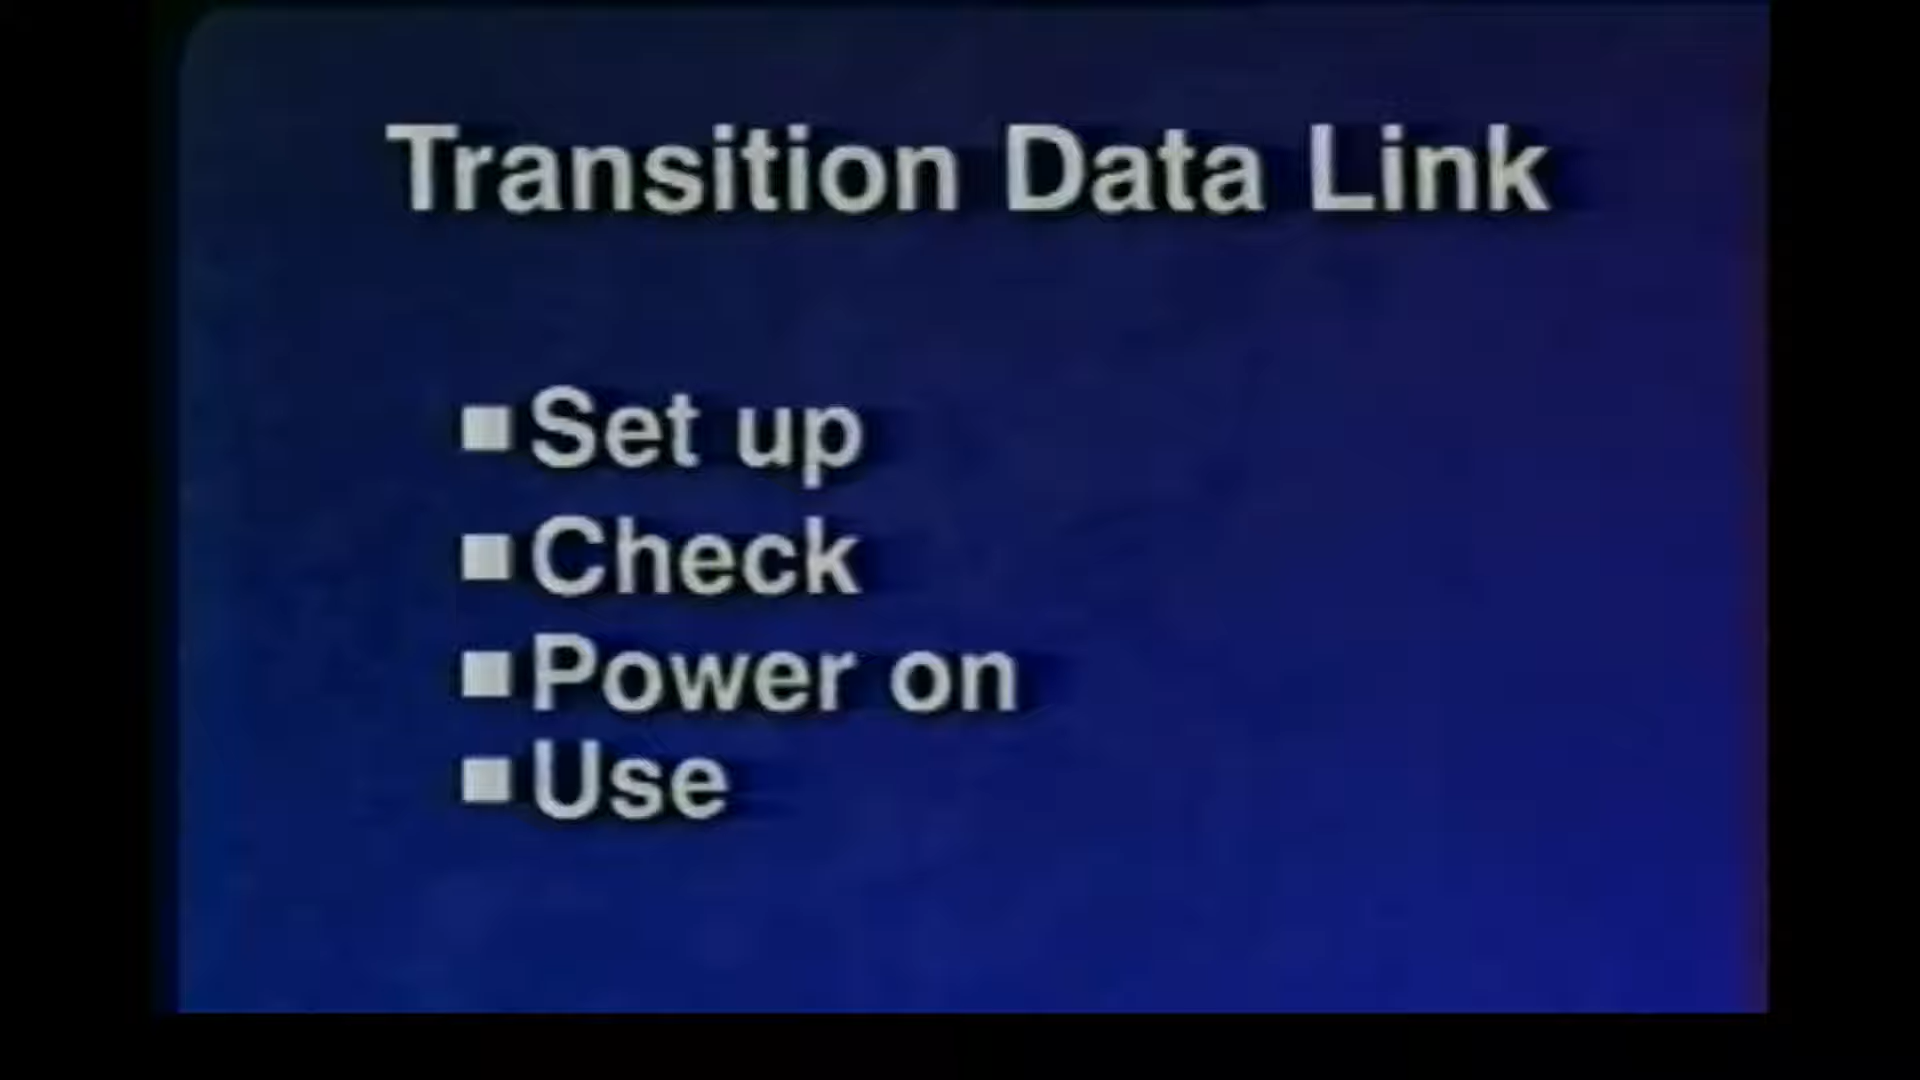 Transition Data Link
Set up
Check
Power on
Use